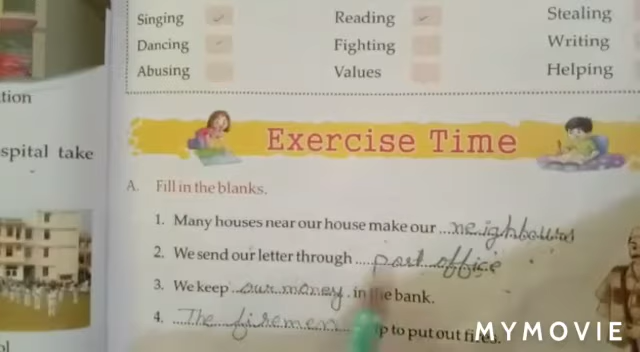 Singing Reading Stealing
Dancing Fighting Writing
Abusing Values Helping
tion
spital take
Exercise Time
A. Fill in the blanks.
1. Many houses near our house make our ...
2. We send our letter through .... post office
3. We keep our money in the bank.
4. The firemen to put out
MYMOVIE